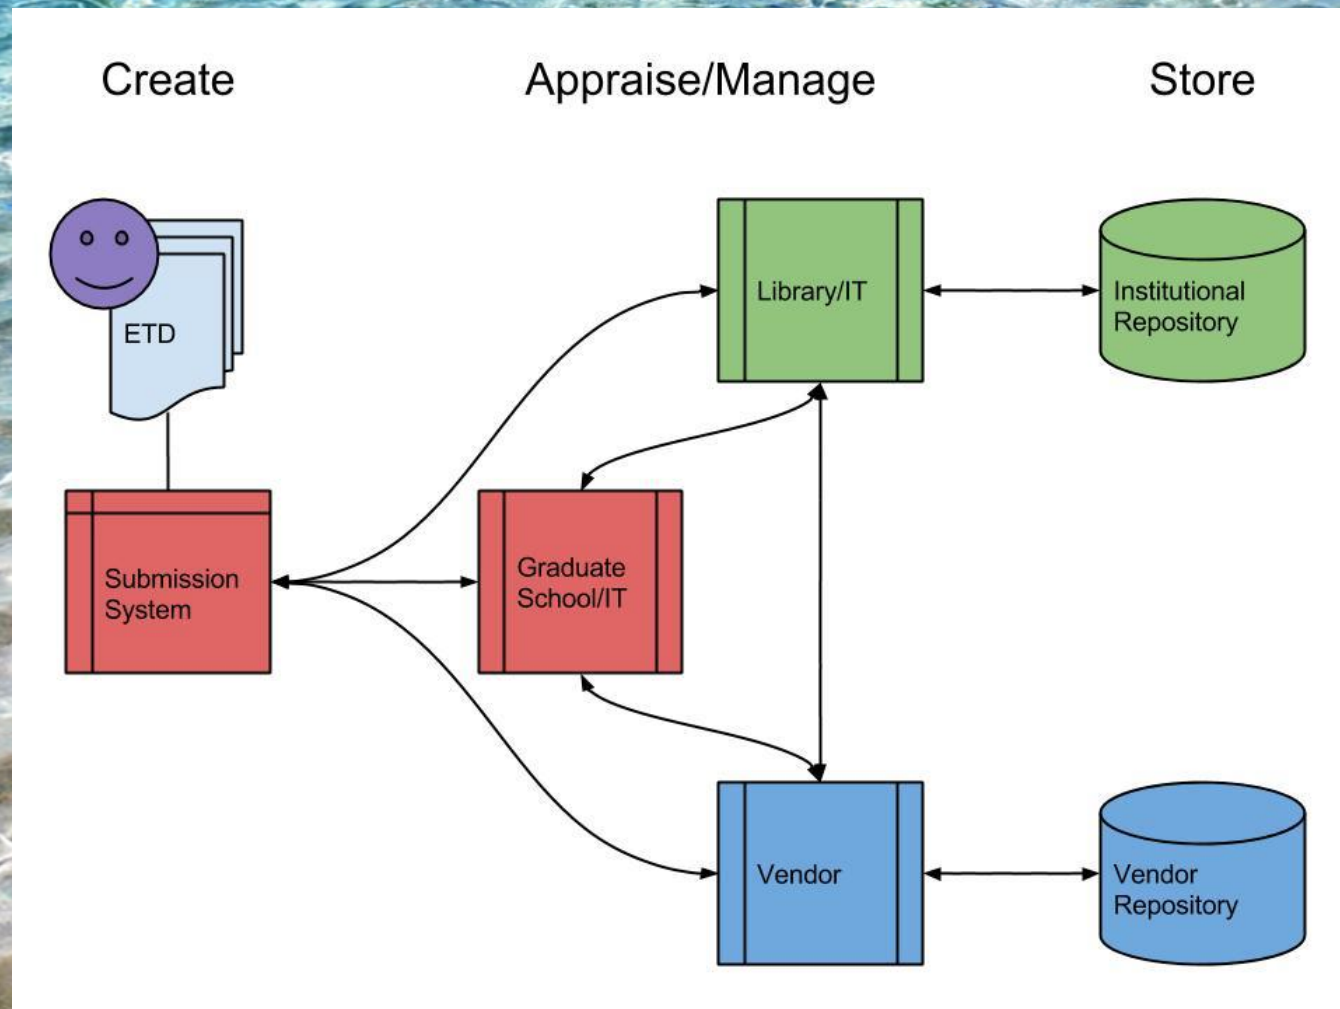 Create
Appraise/Manage
Store
ETD
Library/IT
Institutional
Repository
Submission
System
Graduate
School/IT
Vendor
Vendor
Repository